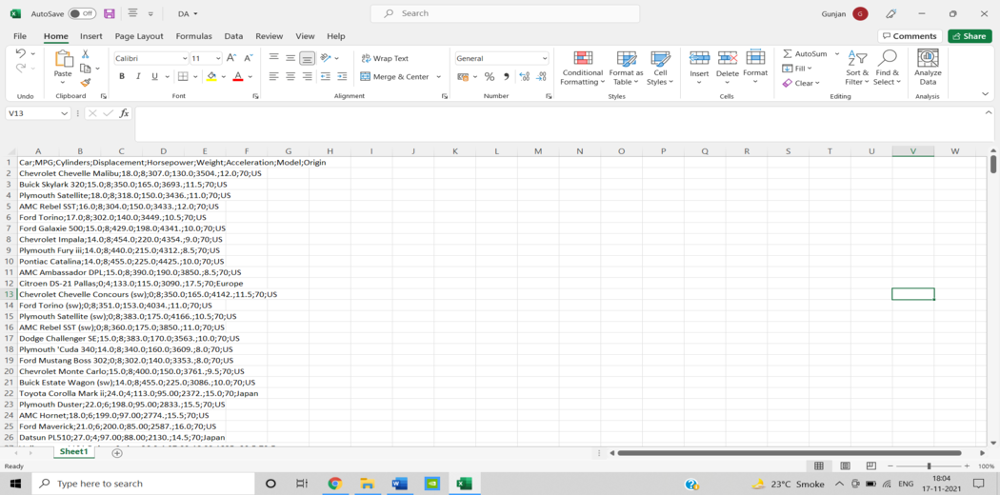 AutoSave Off DA Search Gunjan
File Home Insert Page Layout Formulas Data Review View Help Comments Share
Calibri 11 Wrap Text General AutoSum
Paste Conditional Format as Cell Insert Delete Format Fill Sort & Find & Analyze
B I U A Merge & Center % Formatting Table Styles Clear Filter Select Data
Undo Clipboard Font Alignment Number Styles Cells Editing Analysis
V13 fx
A B C D E F G H I J K L M N O P Q R S T U V W
1 Car;MPG;Cylinders;Displacement;Horsepower;Weight;Acceleration;Model;Origin
2 Chevrolet Chevelle Malibu;18.0;8;307.0;130.0;3504.;12.0;70;US
3 Buick Skylark 320;15.0;8;350.0;165.0;3693.;11.5;70;US
4 Plymouth Satellite;18.0;8;318.0;150.0;3436.;11.0;70;US
5 AMC Rebel SST;16.0;8;304.0;150.0;3433.;12.0;70;US
6 Ford Torino;17.0;8;302.0;140.0;3449.;10.5;70;US
7 Ford Galaxie 500;15.0;8;429.0;198.0;4341.;10.0;70;US
8 Chevrolet Impala;14.0;8;454.0;220.0;4354.;9.0;70;US
9 Plymouth Fury iii;14.0;8;440.0;215.0;4312.;8.5;70;US
10 Pontiac Catalina;14.0;8;455.0;225.0;4425.;10.0;70;US
11 AMC Ambassador DPL;15.0;8;390.0;190.0;3850.;8.5;70;US
12 Citroen DS-21 Pallas;0;4;133.0;115.0;3090.;17.5;70;Europe
13 Chevrolet Chevelle Concours (sw);0;8;350.0;165.0;4142.;11.5;70;US
14 Ford Torino (sw);0;8;351.0;153.0;4034.;11.0;70;US
15 Plymouth Satellite (sw);0;8;383.0;175.0;4166.;10.5;70;US
16 AMC Rebel SST (sw);0;8;360.0;175.0;3850.;11.0;70;US
17 Dodge Challenger SE;15.0;8;383.0;170.0;3563.;10.0;70;US
18 Plymouth 'Cuda 340;14.0;8;340.0;160.0;3609.;8.0;70;US
19 Ford Mustang Boss 302;0;8;302.0;140.0;3353.;8.0;70;US
20 Chevrolet Monte Carlo;15.0;8;400.0;150.0;3761.;9.5;70;US
21 Buick Estate Wagon (sw);14.0;8;455.0;225.0;3086.;10.0;70;US
22 Toyota Corolla Mark ii;24.0;4;113.0;95.00;2372.;15.0;70;Japan
23 Plymouth Duster;22.0;6;198.0;95.00;2833.;15.5;70;US
24 AMC Hornet;18.0;6;199.0;97.00;2774.;15.5;70;US
25 Ford Maverick;21.0;6;200.0;85.00;2587.;16.0;70;US
26 Datsun PL510;27.0;4;97.00;88.00;2130.;14.5;70;Japan
Sheet1
Ready 100%
Type here to search 23°C Smoke ENG 18:04
17-11-2021